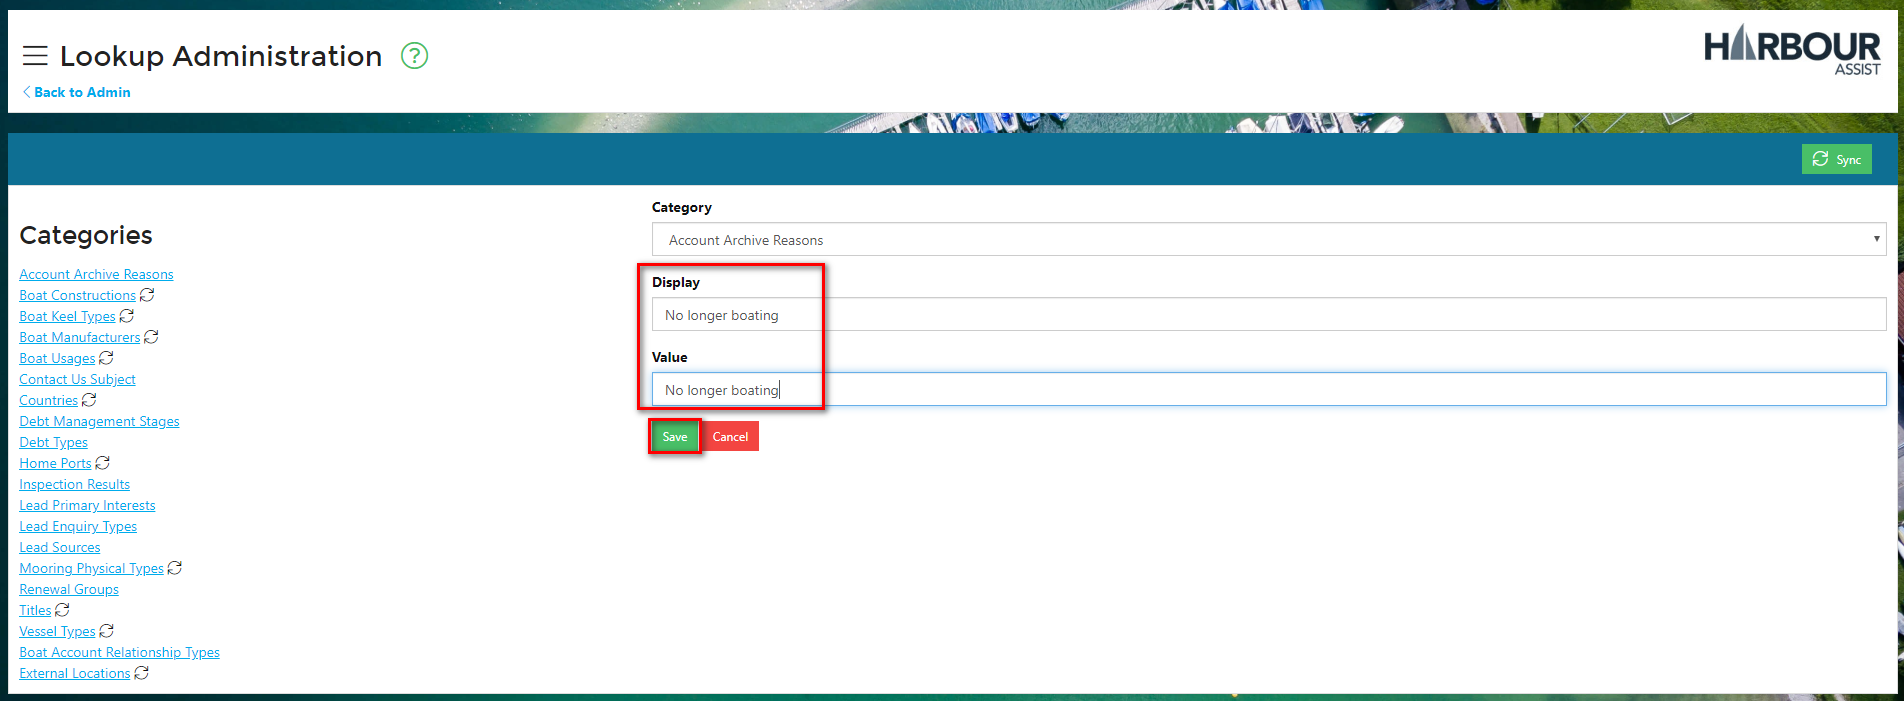 Lookup Administration ?
HARBOUR
ASSIST
Back to Admin
Sync
Categories
Account Archive Reasons
Boat Constructions
Boat Keel Types
Boat Manufacturers
Boat Usages
Contact Us Subject
Countries
Debt Management Stages
Debt Types
Home Ports
Inspection Results
Lead Primary Interests
Lead Enquiry Types
Lead Sources
Mooring Physical Types
Renewal Groups
Titles
Vessel Types
Boat Account Relationship Types
External Locations
Category
Account Archive Reasons
Display
No longer boating
Value
No longer boating
Save Cancel